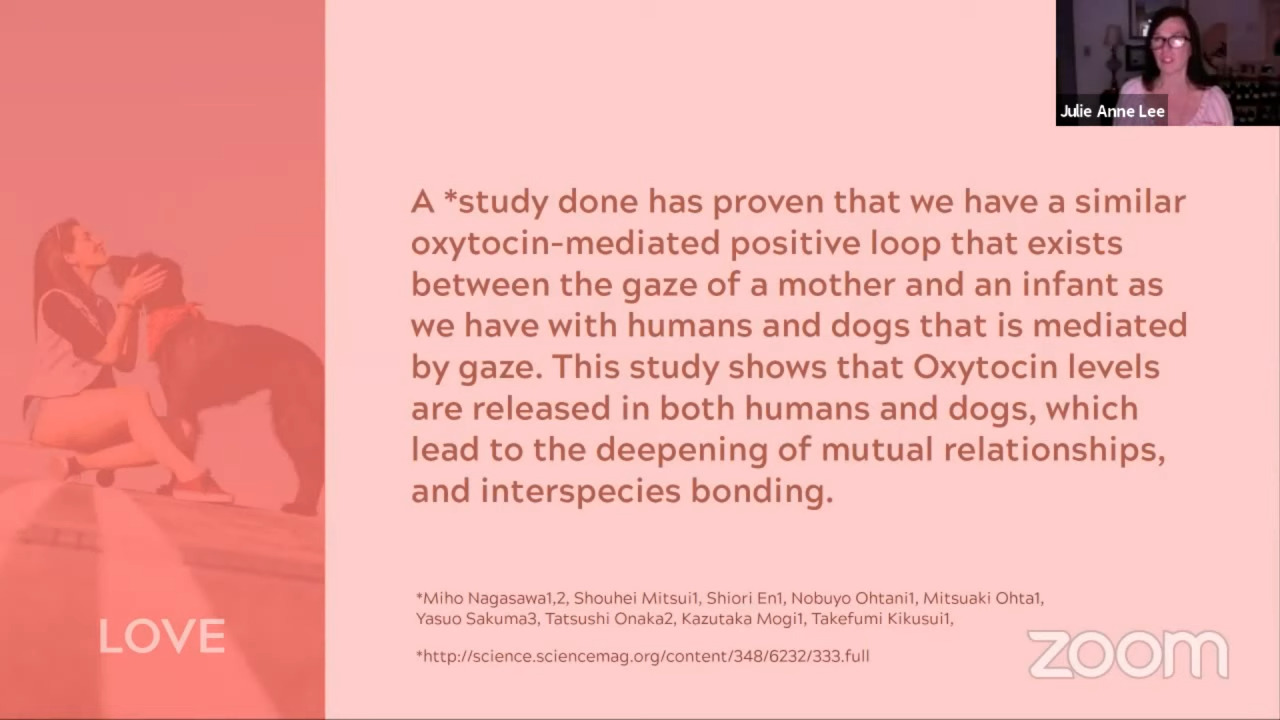 Julie Anne Lee
A *study done has proven that we have a similar
oxytocin-mediated positive loop that exists
between the gaze of a mother and an infant as
we have with humans and dogs that is mediated
by gaze. This study shows that Oxytocin levels
are released in both humans and dogs, which
lead to the deepening of mutual relationships,
and interspecies bonding.
*Miho Nagasawa1,2, Shouhei Mitsui1, Shiori En1, Nobuyo Ohtani1, Mitsuaki Ohta1,
Yasuo Sakuma3, Tatsushi Onaka2, Kazutaka Mogi1, Takefumi Kikusui1,
*http://science.sciencemag.org/content/348/6232/333.full
LOVE
zoom